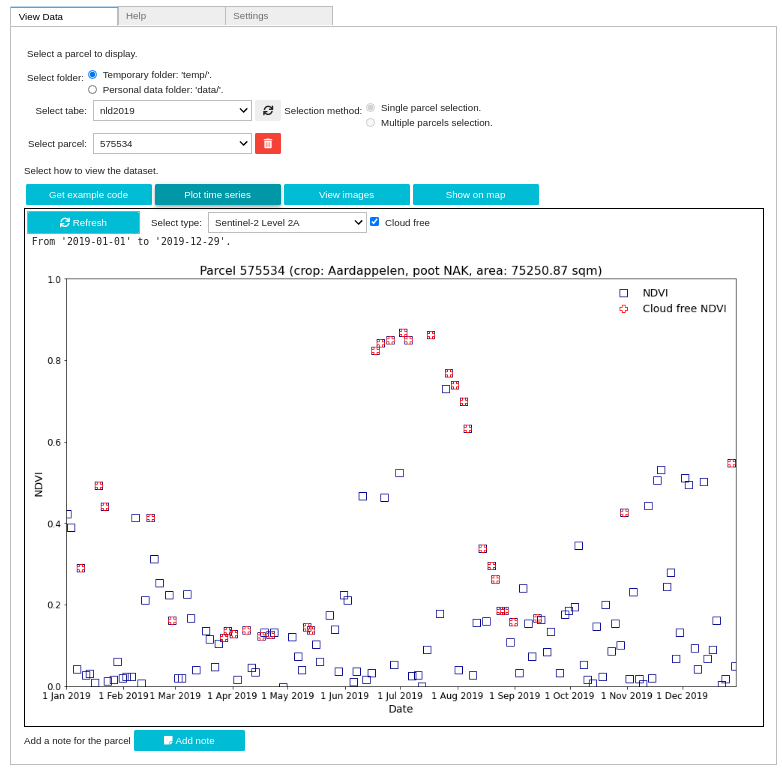 View Data Help Settings
Select a parcel to display.
Select folder: Temporary folder: 'temp/'.
Personal data folder: 'data/'.
Select tabe: nld2019 Selection method: Single parcel selection.
Multiple parcels selection.
Select parcel: 575534
Select how to view the dataset.
Get example code Plot time series View images Show on map
Refresh Select type: Sentinel-2 Level 2A Cloud free
From '2019-01-01' to '2019-12-29'.
Parcel 575534 (crop: Aardappelen, poot NAK, area: 75250.87 sqm)
1.0
NDVI
Cloud free NDVI
0.8
0.6
NDVI
0.4
0.2
0.0
1 Jan 2019 1 Feb 2019 1 Mar 2019 1 Apr 2019 1 May 2019 1 Jun 2019 1 Jul 2019 1 Aug 2019 1 Sep 2019 1 Oct 2019 1 Nov 2019 1 Dec 2019
Date
Add a note for the parcel Add note